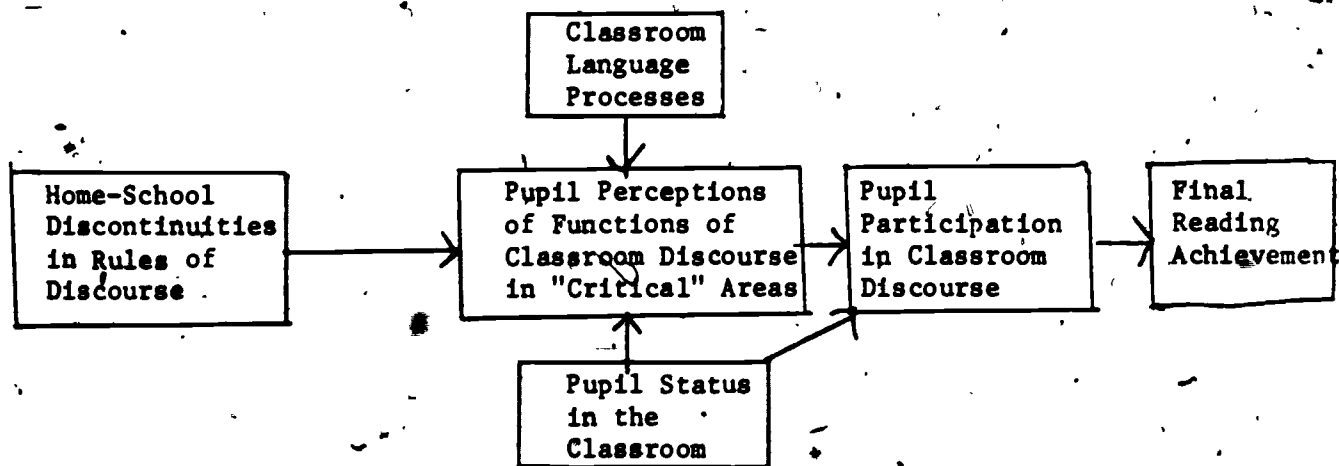 Classroom
Language
Processes
Home-School
Discontinuities
in Rules of
Discourse
Pupil Perceptions
of Functions of
Classroom Discourse
in "Critical" Areas
Pupil
Participation
in Classroom
Discourse
Final
Reading
Achievement
Pupil Status
in the
Classroom